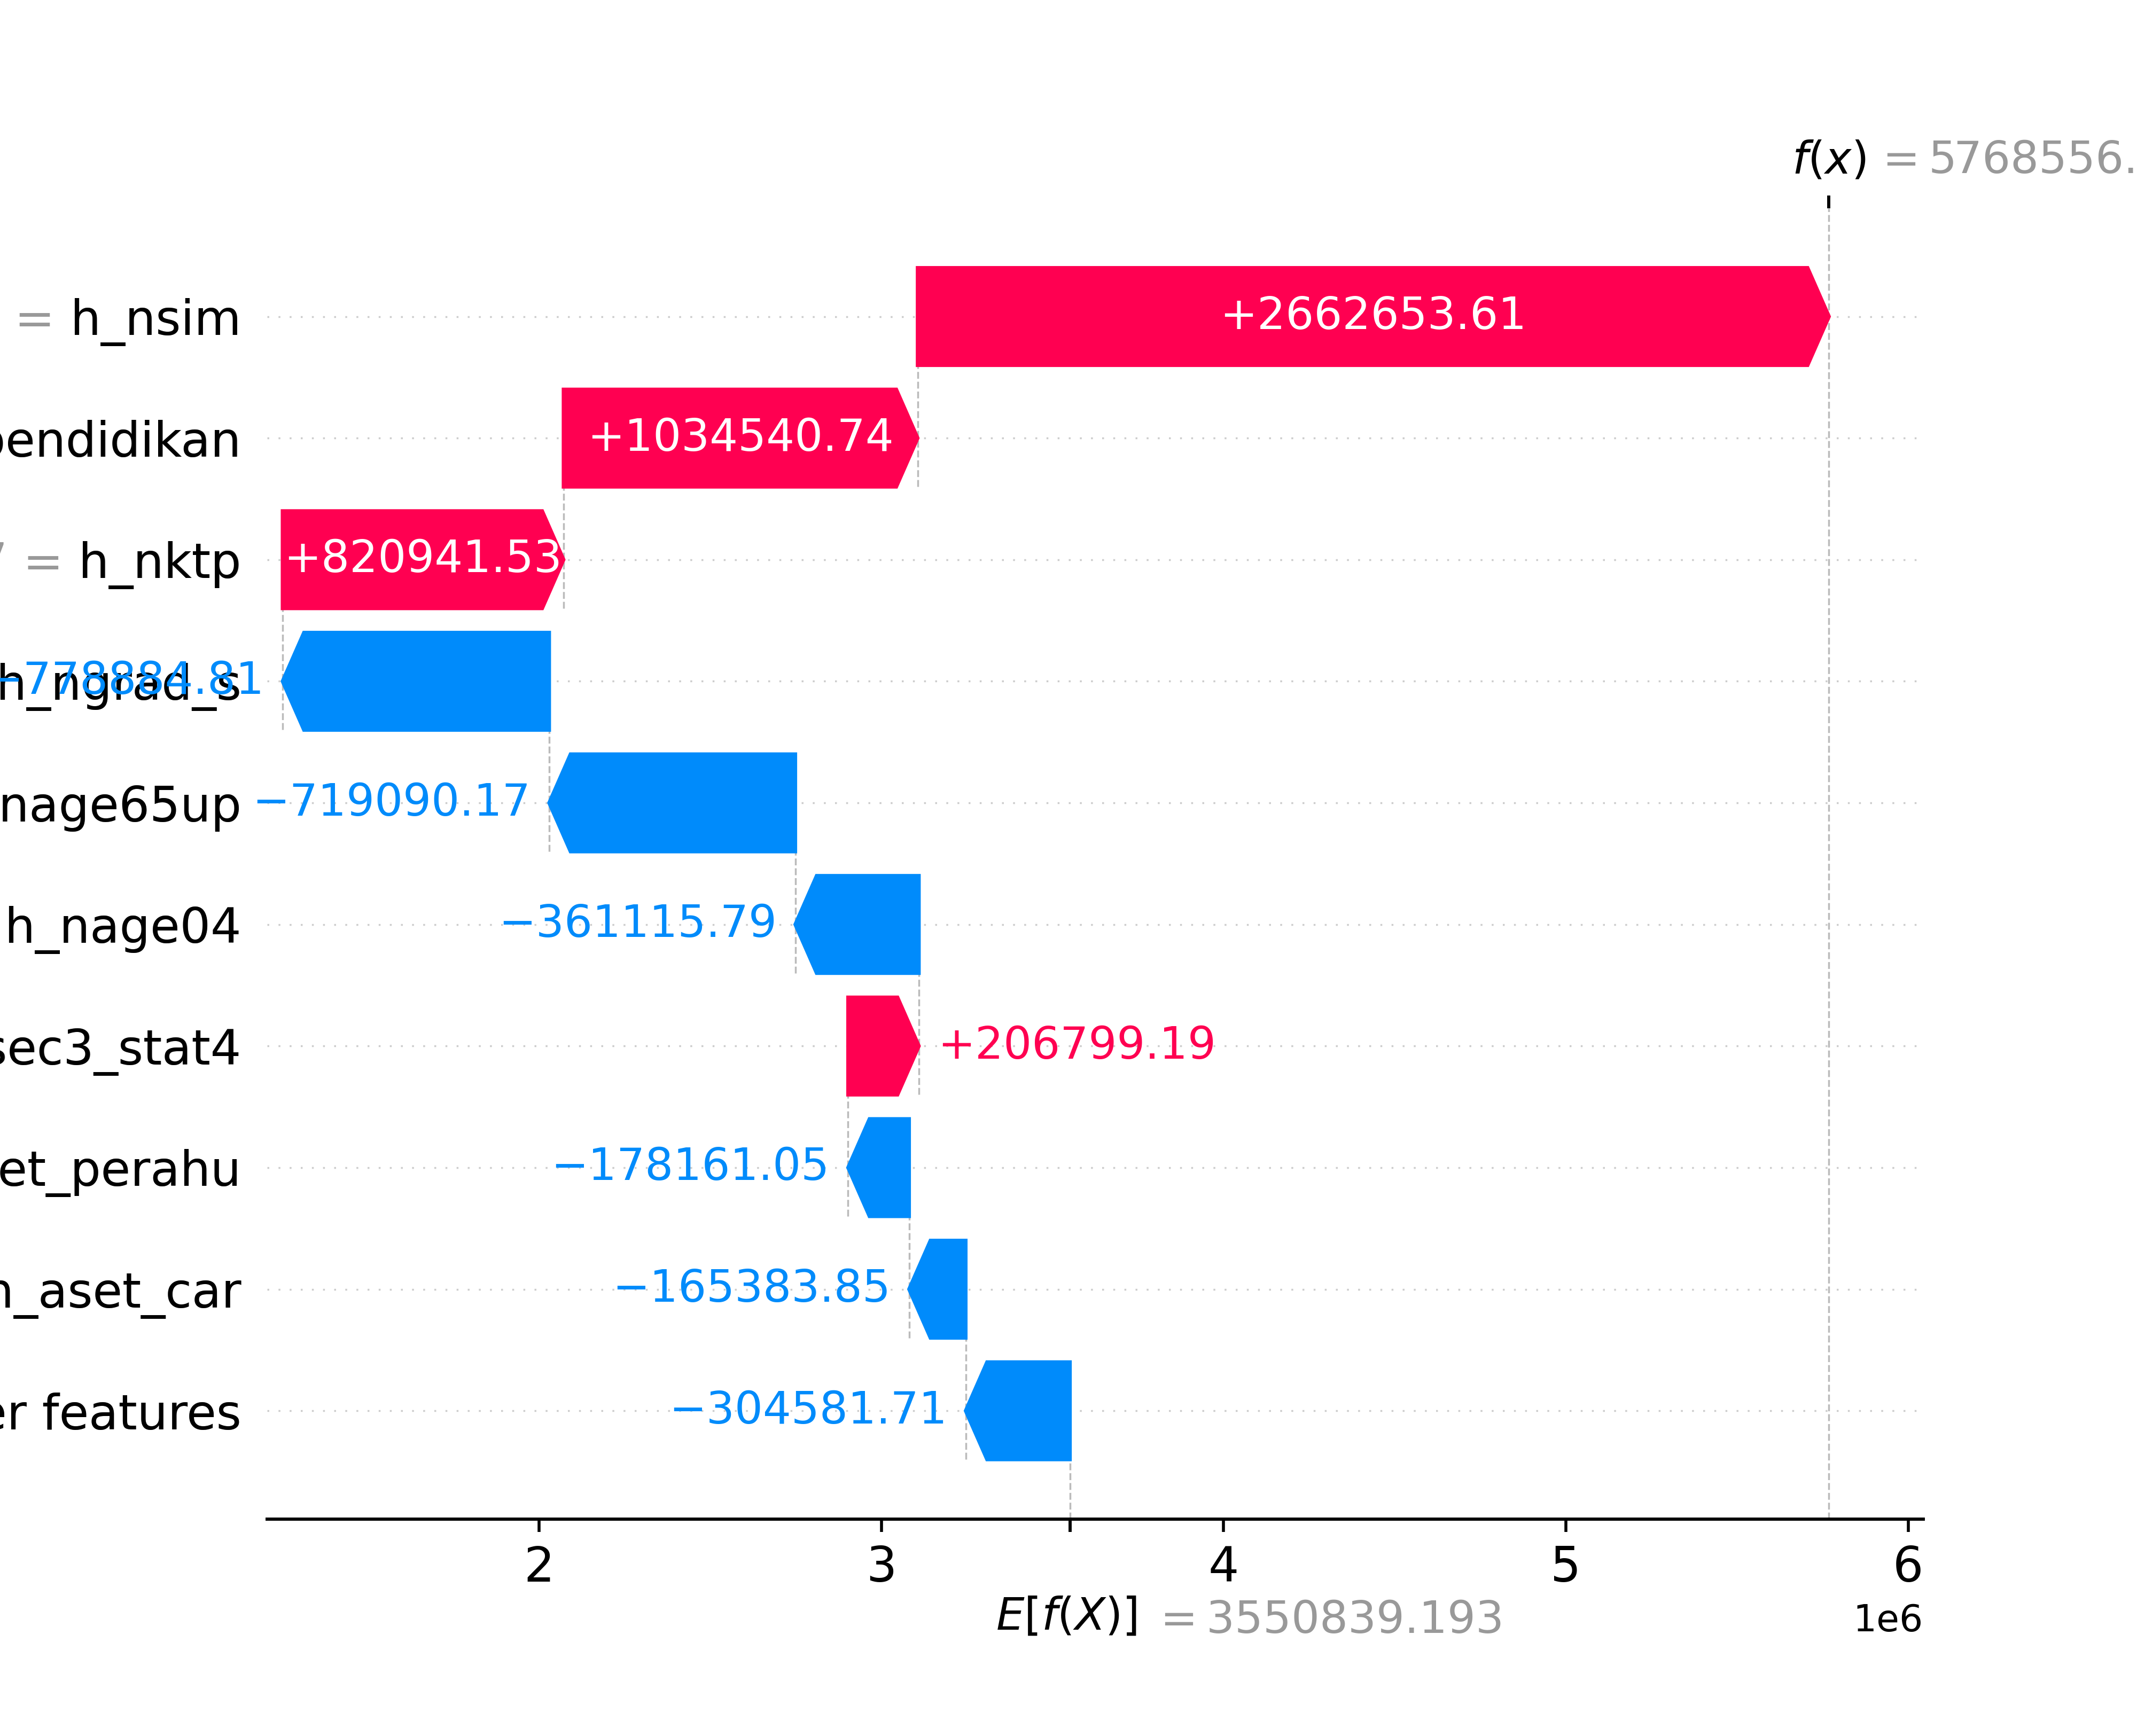 f(x) = 5768556.
= h_nsim +2662653.61
pendidikan +1034540.74
7 = h_nktp +820941.53
h_ngrad_s −778884.81
nage65up −719090.17
h_nage04 −361115.79
sec3_stat4 +206799.19
et_perahu −178161.05
h_aset_car −165383.85
er features −304581.71
2 3 4 5 6
E[f(X)] = 3550839.193 1e6